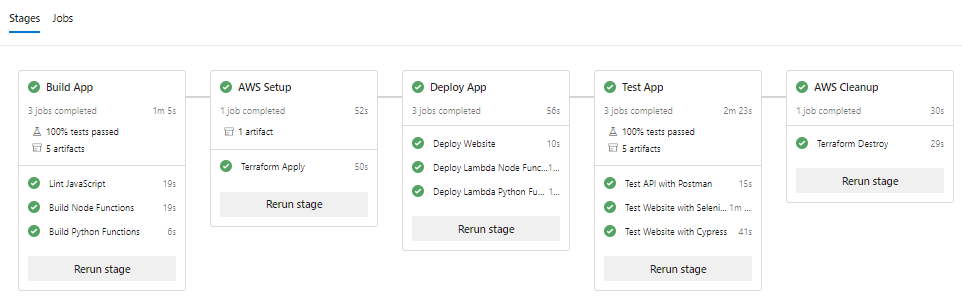 Stages Jobs
Build App
3 jobs completed 1m 5s
100% tests passed
5 artifacts
Lint JavaScript 19s
Build Node Functions 19s
Build Python Functions 6s
Rerun stage
AWS Setup
1 job completed 52s
1 artifact
Terraform Apply 50s
Rerun stage
Deploy App
3 jobs completed 56s
Deploy Website 10s
Deploy Lambda Node Func... 1...
Deploy Lambda Python Fu... 1...
Rerun stage
Test App
3 jobs completed 2m 23s
100% tests passed
5 artifacts
Test API with Postman 15s
Test Website with Seleni... 1m ...
Test Website with Cypress 41s
Rerun stage
AWS Cleanup
1 job completed 30s
Terraform Destroy 29s
Rerun stage